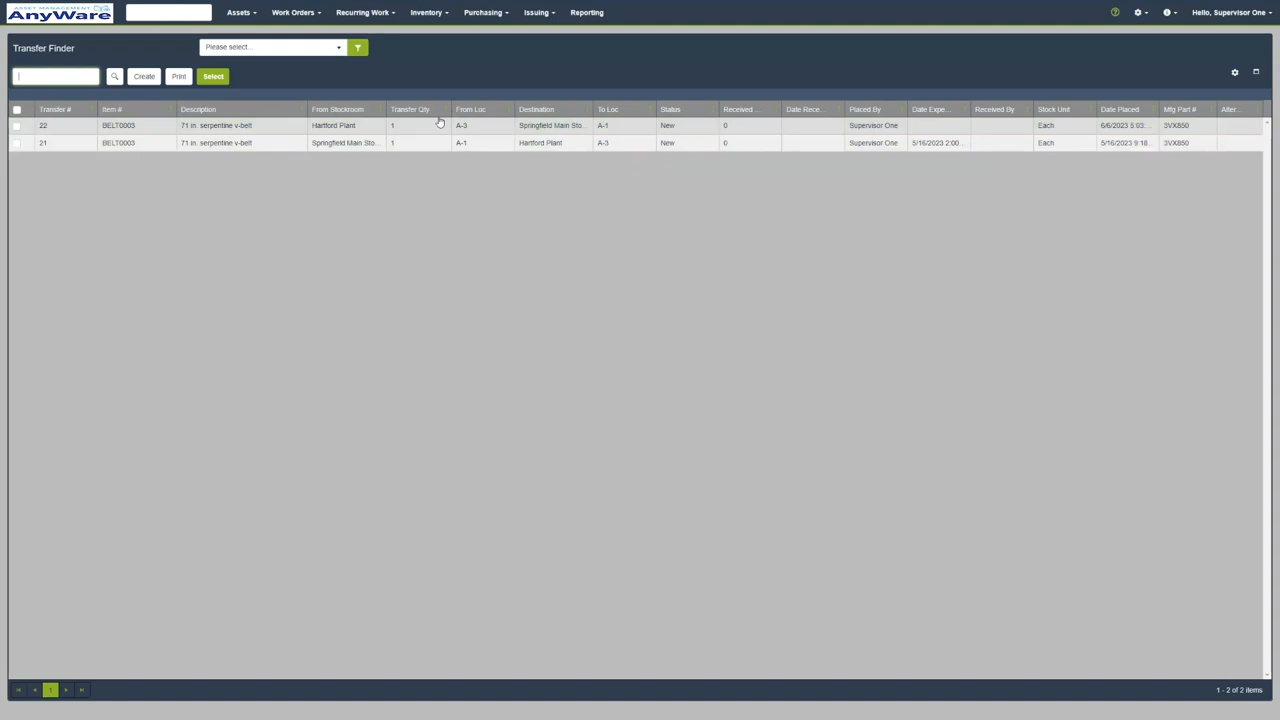 ASSET MANAGEMENT
AnyWare
Assets Work Orders Recurring Work Inventory ng Reporting Hello, Supervisor One
Transfer Finder Please select...
Create Print Select
Transfer # Item # Description From Stockroom Transfer Qty From Loc Destination To Loc Status Received Date Rece... Placed By Date Expe... Received By Stock Unit Date Placed Mfg Part # Alter...
22 BELT0003 71 in. serpentine v-belt Hartford Plant 1 A-3 Springfield Main Sto... A-1 New 0 Supervisor One Each 6/6/2023 5:03:... 3VX850
21 BELT0003 71 in. serpentine v-belt Springfield Main Sto... 1 A-1 Hartford Plant A-3 New 0 Supervisor One 5/16/2023 2:00... Each 5/16/2023 9:18... 3VX850
1 1 - 2 of 2 items